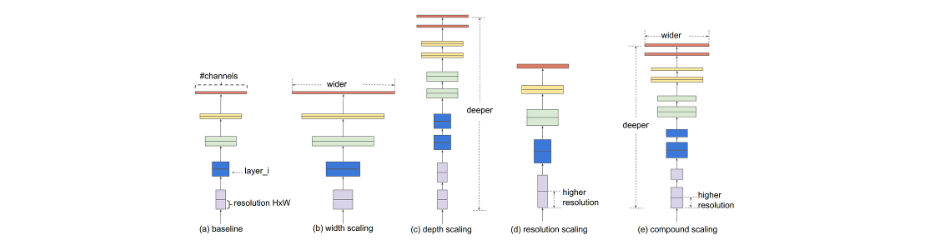 #channels
layer_i
resolution HxW
(a) baseline
wider
(b) width scaling
deeper
(c) depth scaling
higher
resolution
(d) resolution scaling
wider
deeper
higher
resolution
(e) compound scaling